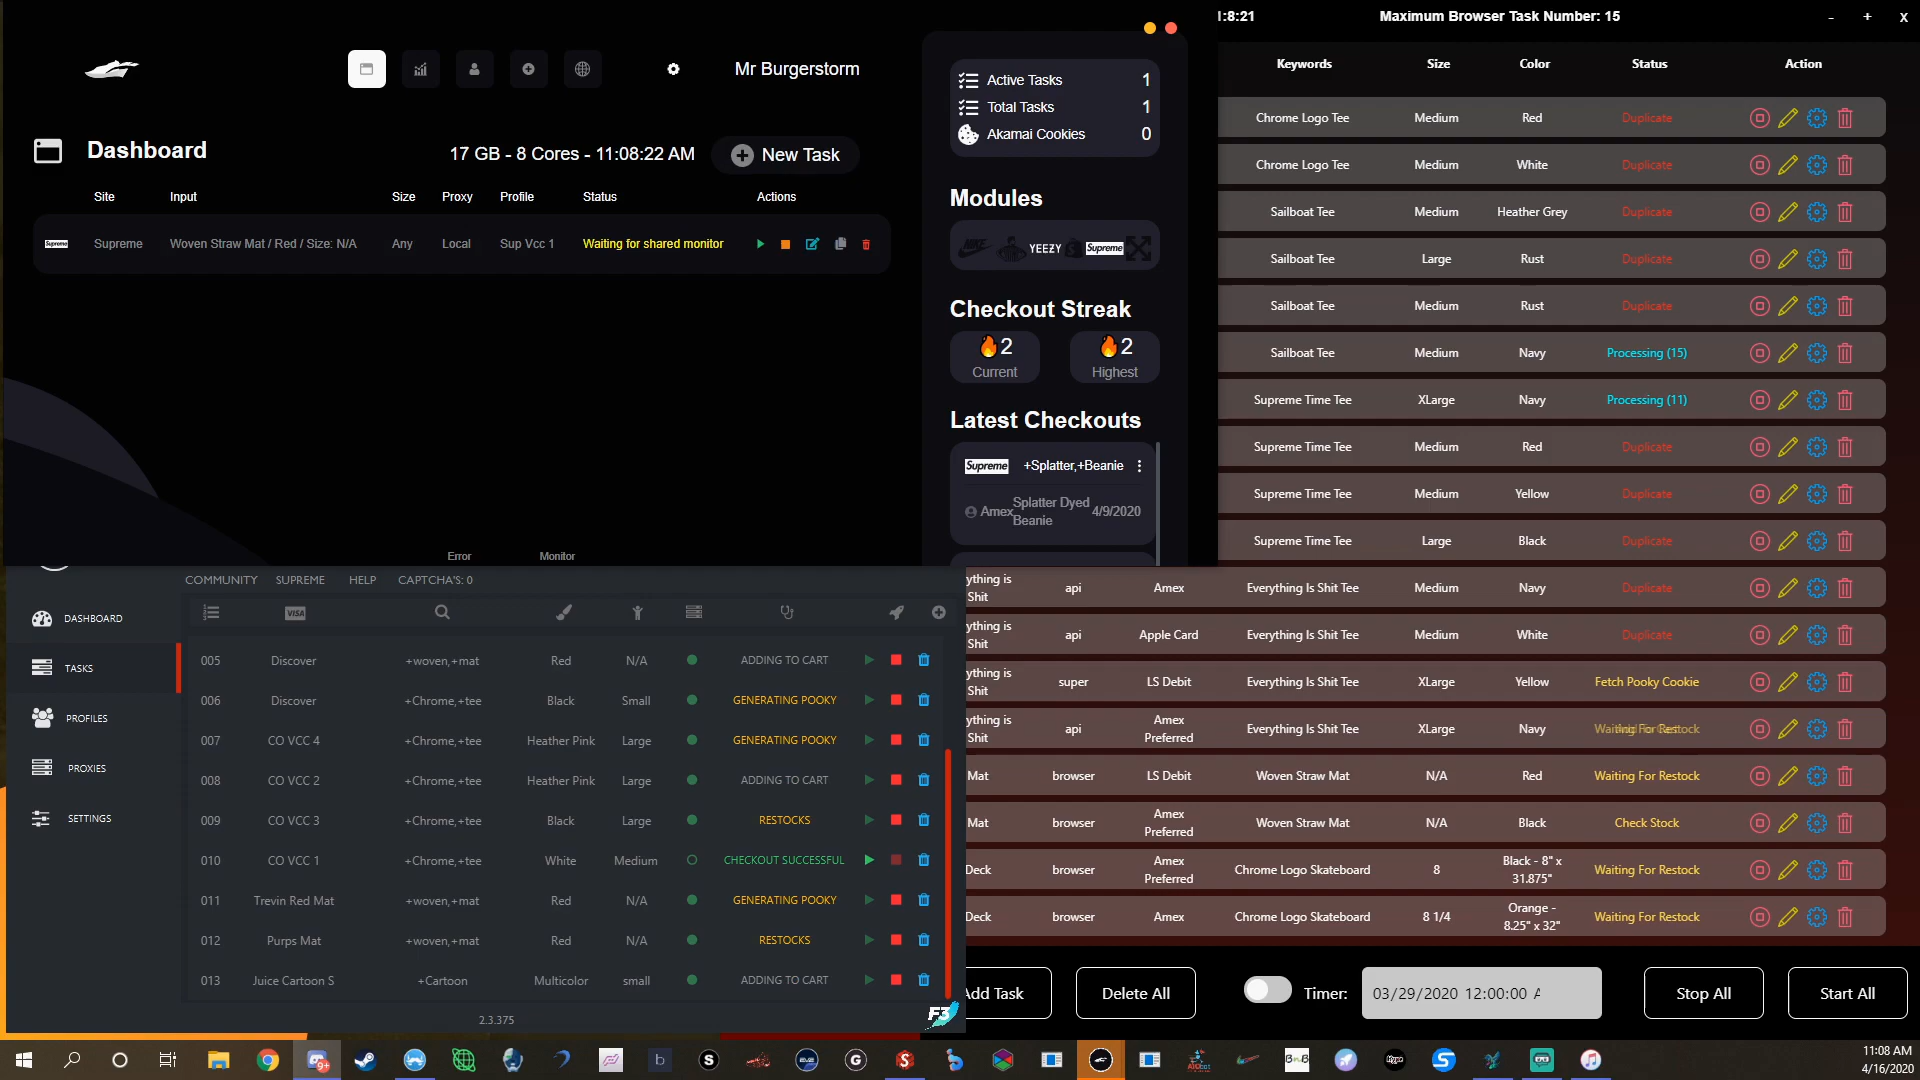 Mr Burgerstorm
Dashboard
17 GB - 8 Cores - 11:08:22 AM
New Task
Site Input Size Proxy Profile Status Actions
Supreme Supreme Woven Straw Mat / Red / Size: N/A Any Local Sup Vcc 1 Waiting for shared monitor
Error Monitor
Active Tasks 1
Total Tasks 1
Akamai Cookies 0
Modules
YEEZY Supreme
Checkout Streak
2 Current
2 Highest
Latest Checkouts
Supreme +Splatter,+Beanie
Amex Splatter Dyed Beanie 4/9/2020
1:8:21
Maximum Browser Task Number: 15
- + X
Keywords Size Color Status Action
Chrome Logo Tee Medium Red Duplicate
Chrome Logo Tee Medium White Duplicate
Sailboat Tee Medium Heather Grey Duplicate
Sailboat Tee Large Rust Duplicate
Sailboat Tee Medium Rust Duplicate
Sailboat Tee Medium Navy Processing (15)
Supreme Time Tee XLarge Navy Processing (11)
Supreme Time Tee Medium Red Duplicate
Supreme Time Tee Medium Yellow Duplicate
Supreme Time Tee Large Black Duplicate
ything is Shit api Amex Everything Is Shit Tee Medium Navy Duplicate
ything is Shit api Apple Card Everything Is Shit Tee Medium White Duplicate
ything is Shit super LS Debit Everything Is Shit Tee XLarge Yellow Fetch Pooky Cookie
ything is Shit api Amex Preferred Everything Is Shit Tee XLarge Navy
Mat browser LS Debit Woven Straw Mat N/A Red Waiting For Restock
Mat browser Amex Preferred Woven Straw Mat N/A Black Check Stock
Deck browser Amex Preferred Chrome Logo Skateboard 8 Black - 8" x 31.875" Waiting For Restock
Deck browser Amex Chrome Logo Skateboard 8 1/4 Orange - 8.25" x 32" Waiting For Restock
Add Task
Delete All
Timer:
03/29/2020 12:00:00 A
Stop All
Start All
COMMUNITY SUPREME HELP CAPTCHA'S: 0
VISA
DASHBOARD
TASKS
PROFILES
PROXIES
SETTINGS
005 Discover +woven,+mat Red N/A ADDING TO CART
006 Discover +Chrome,+tee Black Small GENERATING POOKY
007 CO VCC 4 +Chrome,+tee Heather Pink Large GENERATING POOKY
008 CO VCC 2 +Chrome,+tee Heather Pink Large ADDING TO CART
009 CO VCC 3 +Chrome,+tee Black Large RESTOCKS
010 CO VCC 1 +Chrome,+tee White Medium CHECKOUT SUCCESSFUL
011 Trevin Red Mat +woven,+mat Red N/A GENERATING POOKY
012 Purps Mat +woven,+mat Red N/A RESTOCKS
013 Juice Cartoon S +Cartoon Multicolor small ADDING TO CART
2.3.375
F3
11:08 AM
4/16/2020